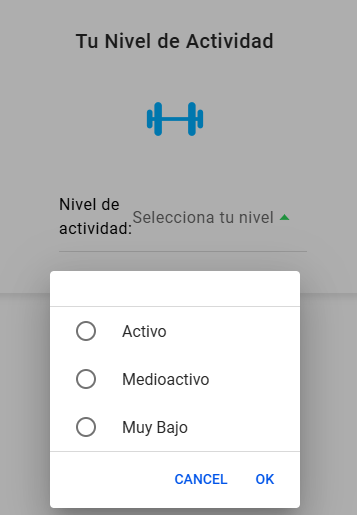 Tu Nivel de Actividad
Nivel de
actividad:
Selecciona tu nivel
Activo
Medioactivo
Muy Bajo
CANCEL OK